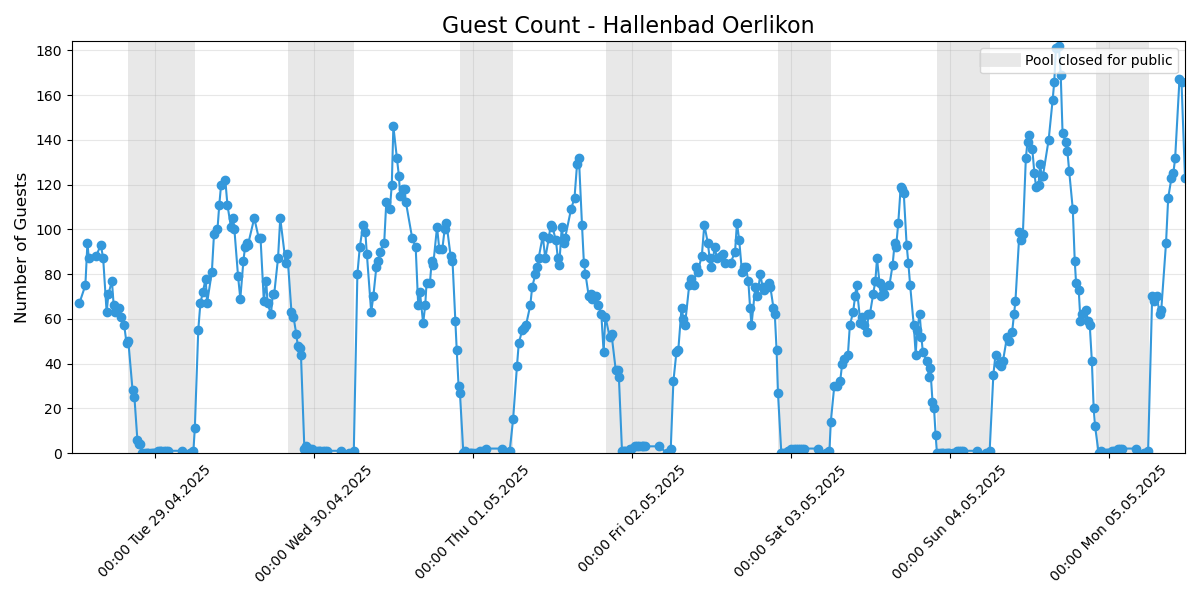 Guest Count - Hallenbad Oerlikon
Pool closed for public
Number of Guests
180
160
140
120
100
80
60
40
20
0
00:00 Tue 29.04.2025
00:00 Wed 30.04.2025
00:00 Thu 01.05.2025
00:00 Fri 02.05.2025
00:00 Sat 03.05.2025
00:00 Sun 04.05.2025
00:00 Mon 05.05.2025